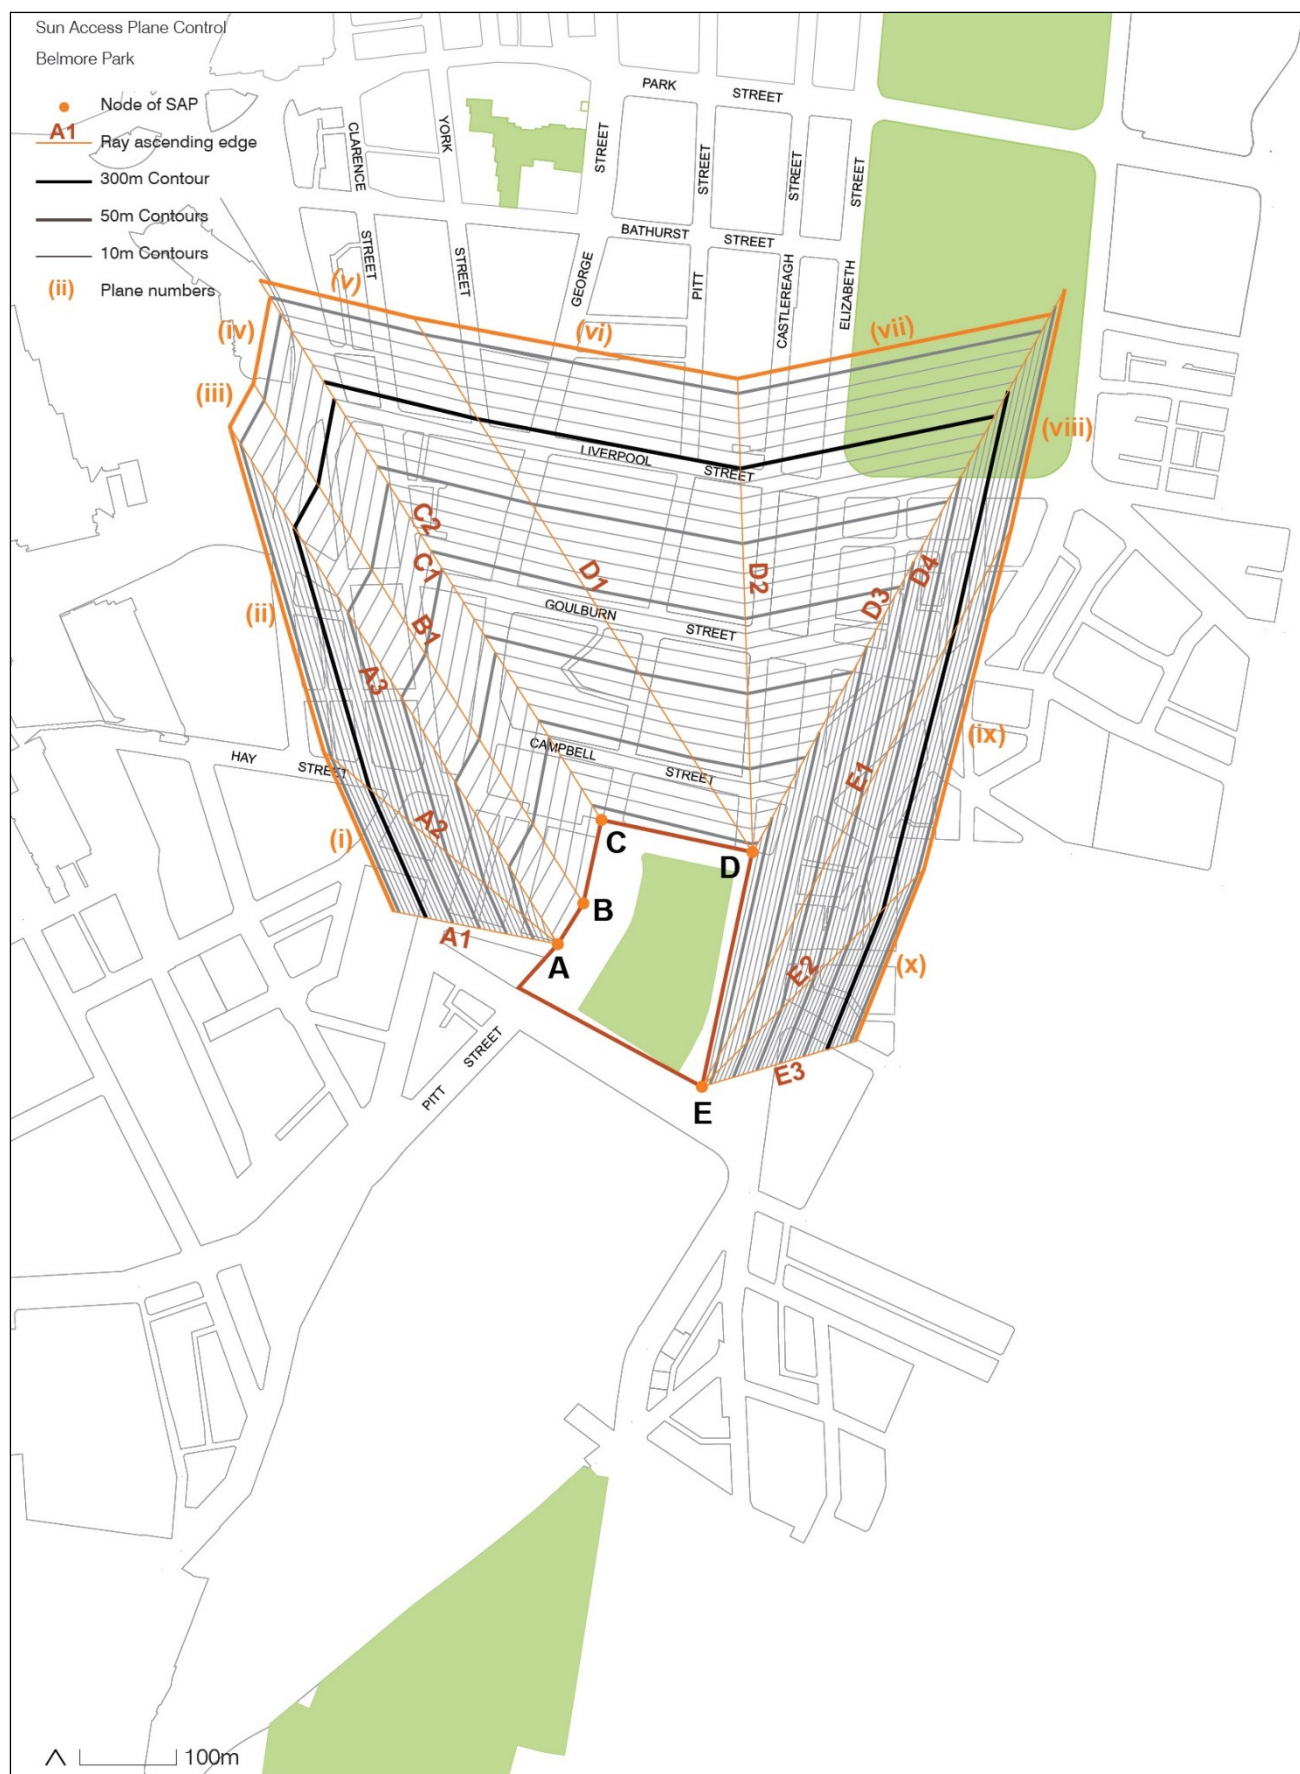 Sun Access Plane Control
Belmore Park
Node of SAP
A1
Ray ascending edge
300m Contour
50m Contours
10m Contours
(ii)
Plane numbers
PARK
STREET
CLARENCE
STREET
YORK
STREET
GEORGE
STREET
PITT
STREET
CASTLEREAGH
STREET
ELIZABETH
STREET
BATHURST
STREET
(v)
(vi)
(vii)
(iv)
(iii)
(viii)
LIVERPOOL
STREET
C2
C1
D1
D2
D3
D4
B1
A3
GOULBURN
STREET
(ii)
(ix)
HAY
STREET
CAMPBELL
STREET
E1
A2
(i)
C
D
B
A1
A
E2
(x)
E3
E
PITT
STREET
100m